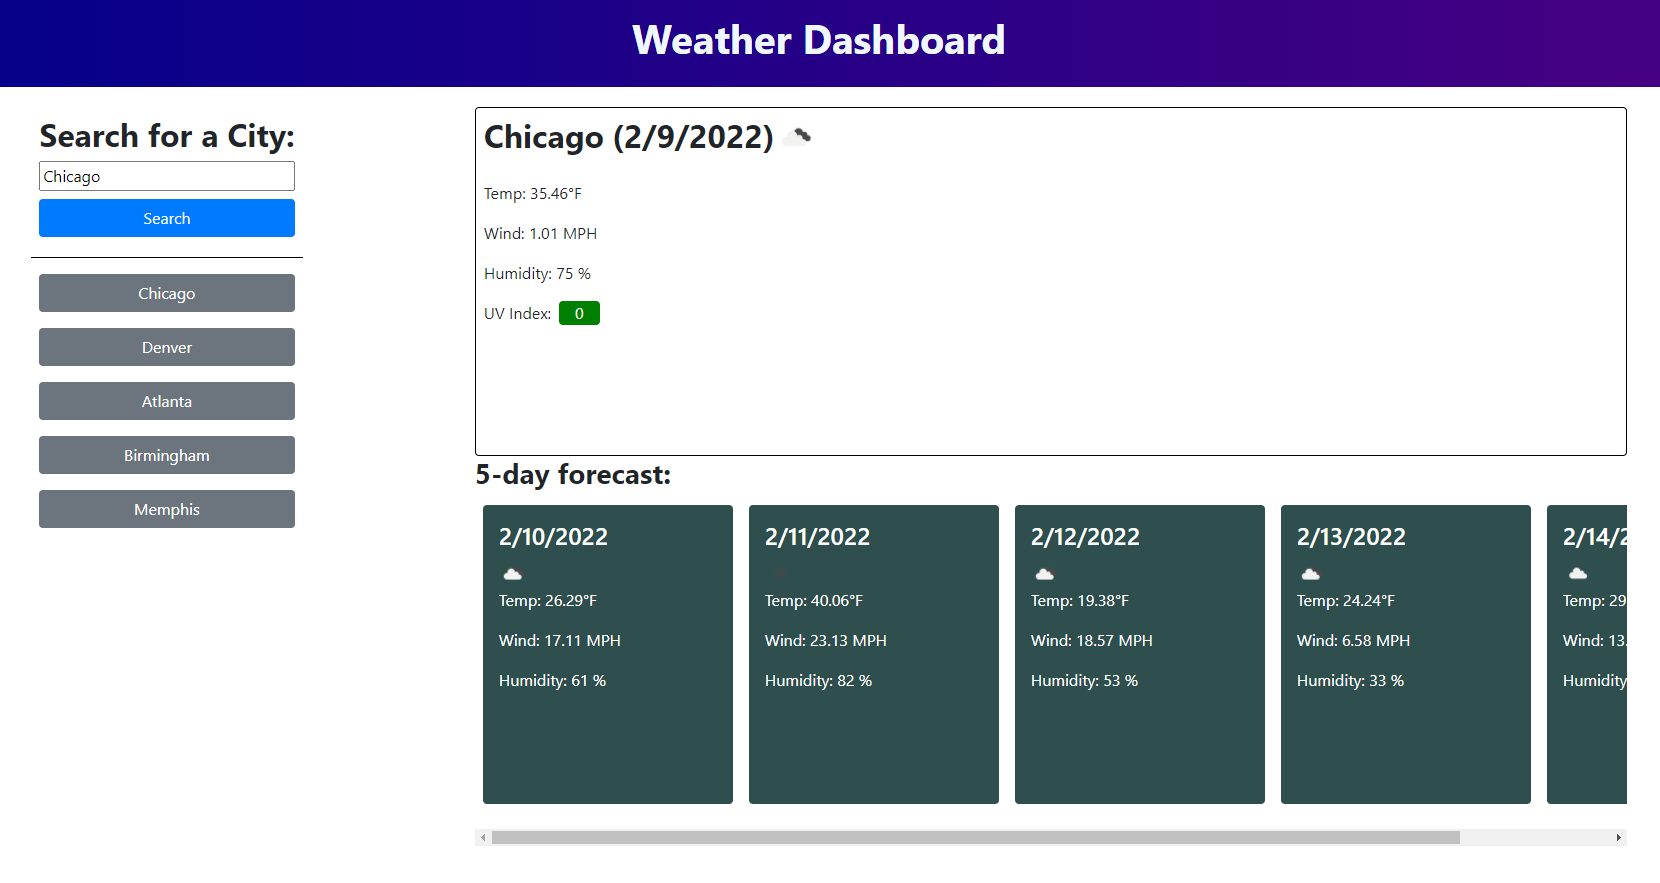 Weather Dashboard
Search for a City:
Chicago
Search
Chicago
Denver
Atlanta
Birmingham
Memphis
Chicago (2/9/2022)
Temp: 35.46°F
Wind: 1.01 MPH
Humidity: 75 %
UV Index: 0
5-day forecast:
2/10/2022
Temp: 26.29°F
Wind: 17.11 MPH
Humidity: 61 %
2/11/2022
Temp: 40.06°F
Wind: 23.13 MPH
Humidity: 82 %
2/12/2022
Temp: 19.38°F
Wind: 18.57 MPH
Humidity: 53 %
2/13/2022
Temp: 24.24°F
Wind: 6.58 MPH
Humidity: 33 %
2/14/2
Temp: 29
Wind: 13.
Humidity